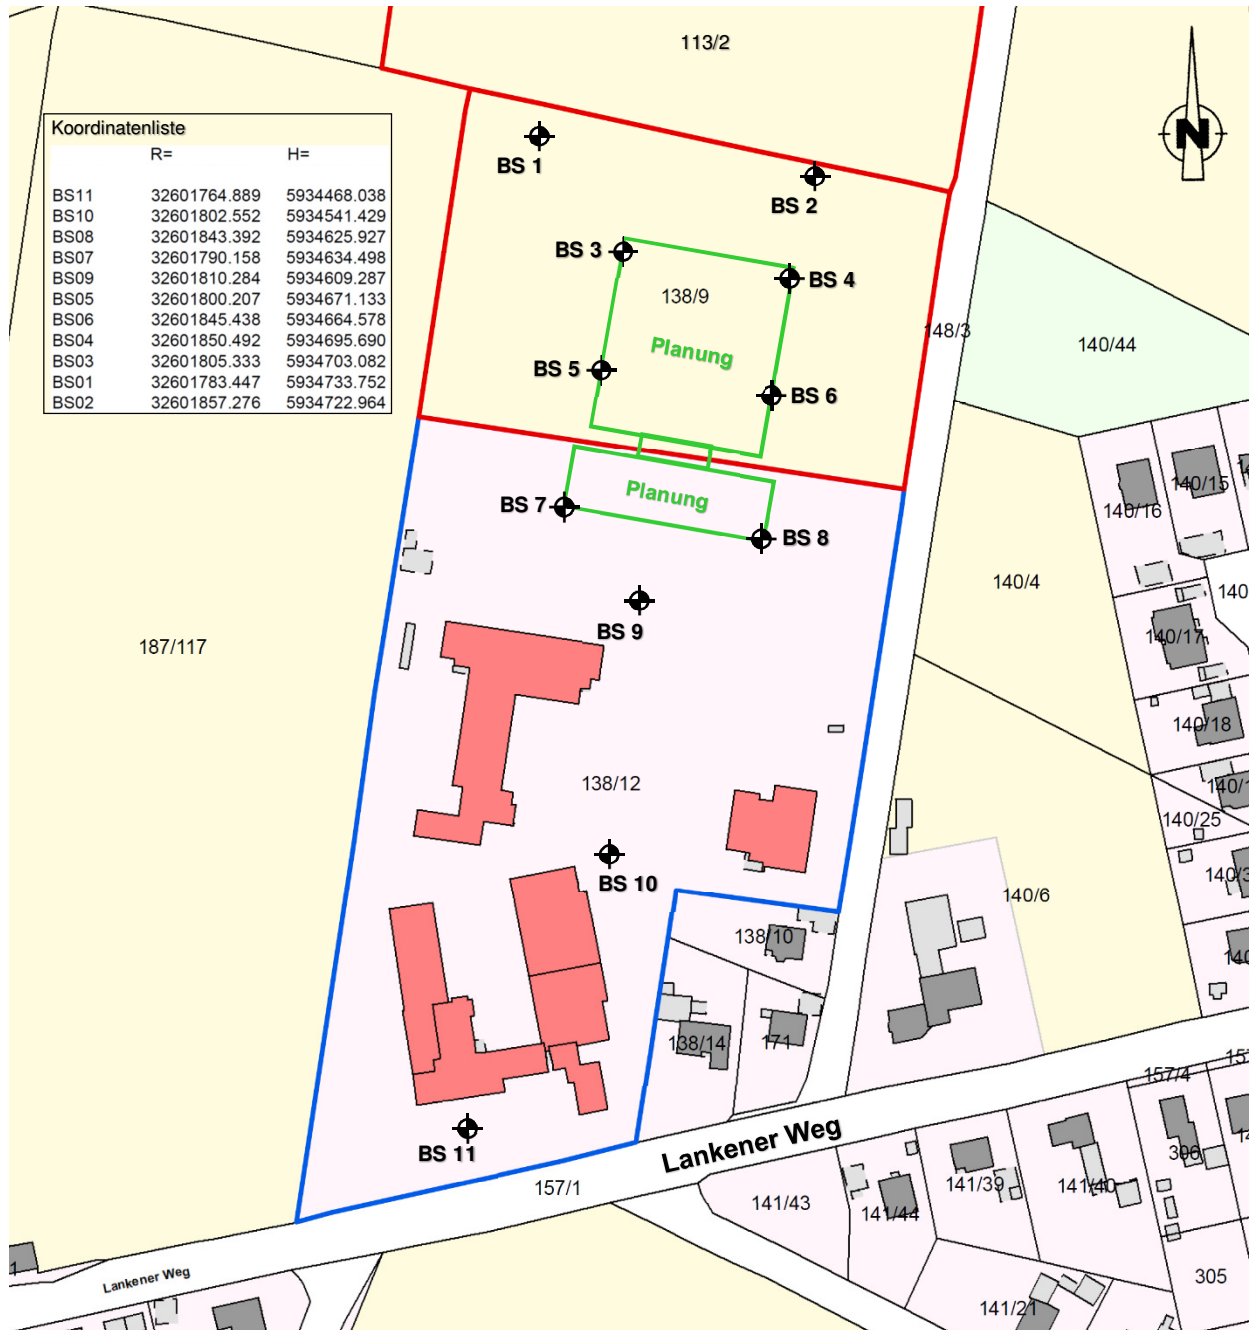 113/2
N
Koordinatenliste
R= H=
BS11 32601764.889 5934468.038
BS10 32601802.552 5934541.429
BS08 32601843.392 5934625.927
BS07 32601790.158 5934634.498
BS09 32601810.284 5934609.287
BS05 32601800.207 5934671.133
BS06 32601845.438 5934664.578
BS04 32601850.492 5934695.690
BS03 32601805.333 5934703.082
BS01 32601783.447 5934733.752
BS02 32601857.276 5934722.964
BS 1
BS 2
BS 3
BS 4
138/9
148/3
140/44
Planung
BS 5
BS 6
140/15
140/16
Planung
BS 7
BS 8
140/4
140
BS 9
140/17
187/117
140/18
138/12
140/25
BS 10
140/6
138/10
138/14
171
157/4
Lankener Weg
BS 11
306
157/1
141/43
141/44
141/39
141/40
305
Lankener Weg
141/21